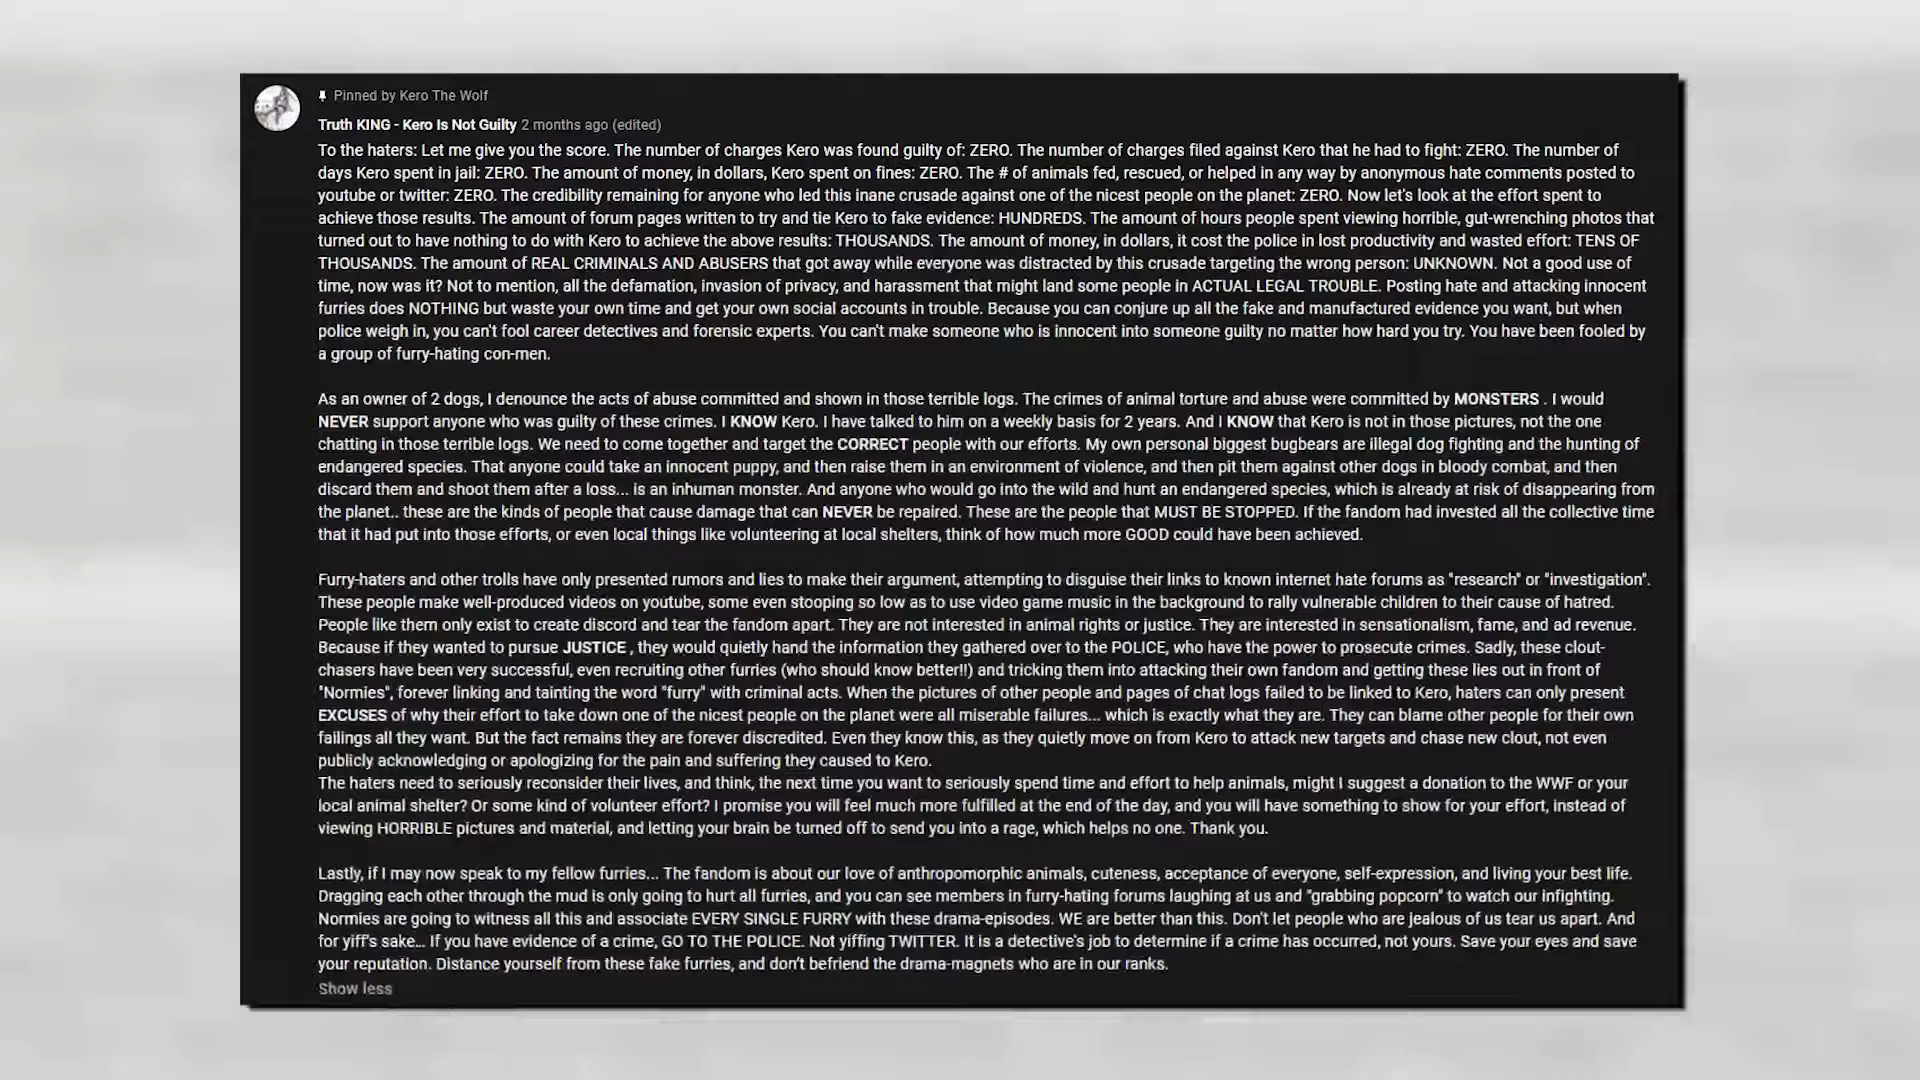 Pinned by Kero The Wolf
Truth KING - Kero Is Not Guilty 2 months ago (edited)
To the haters: Let me give you the score. The number of charges Kero was found guilty of: ZERO. The number of charges filed against Kero that he had to fight: ZERO. The number of
days Kero spent in jail: ZERO. The amount of money, in dollars, Kero spent on fines: ZERO. The # of animals fed, rescued, or helped in any way by anonymous hate comments posted to
youtube or twitter: ZERO. The credibility remaining for anyone who led this inane crusade against one of the nicest people on the planet: ZERO. Now let's look at the effort spent to
achieve those results. The amount of forum pages written to try and tie Kero to fake evidence: HUNDREDS. The amount of hours people spent viewing horrible, gut-wrenching photos that
turned out to have nothing to do with Kero to achieve the above results: THOUSANDS. The amount of money, in dollars, it cost the police in lost productivity and wasted effort: TENS OF
THOUSANDS. The amount of REAL CRIMINALS AND ABUSERS that got away while everyone was distracted by this crusade targeting the wrong person: UNKNOWN. Not a good use of
time, now was it? Not to mention, all the defamation, invasion of privacy, and harassment that might land some people in ACTUAL LEGAL TROUBLE. Posting hate and attacking innocent
furries does NOTHING but waste your own time and get your own social accounts in trouble. Because you can conjure up all the fake and manufactured evidence you want, but when
police weigh in, you can't fool career detectives and forensic experts. You can't make someone who is innocent into someone guilty no matter how hard you try. You have been fooled by
a group of furry-hating con-men.
As an owner of 2 dogs, I denounce the acts of abuse committed and shown in those terrible logs. The crimes of animal torture and abuse were committed by MONSTERS . I would
NEVER support anyone who was guilty of these crimes. I KNOW Kero. I have talked to him on a weekly basis for 2 years. And I KNOW that Kero is not in those pictures, not the one
chatting in those terrible logs. We need to come together and target the CORRECT people with our efforts. My own personal biggest bugbears are illegal dog fighting and the hunting of
endangered species. That anyone could take an innocent puppy, and then raise them in an environment of violence, and then pit them against other dogs in bloody combat, and then
discard them and shoot them after a loss... is an inhuman monster. And anyone who would go into the wild and hunt an endangered species, which is already at risk of disappearing from
the planet.. these are the kinds of people that cause damage that can NEVER be repaired. These are the people that MUST BE STOPPED. If the fandom had invested all the collective time
that it had put into those efforts, or even local things like volunteering at local shelters, think of how much more GOOD could have been achieved.
Furry-haters and other trolls have only presented rumors and lies to make their argument, attempting to disguise their links to known internet hate forums as "research" or "investigation".
These people make well-produced videos on youtube, some even stooping so low as to use video game music in the background to rally vulnerable children to their cause of hatred.
People like them only exist to create discord and tear the fandom apart. They are not interested in animal rights or justice. They are interested in sensationalism, fame, and ad revenue.
Because if they wanted to pursue JUSTICE , they would quietly hand the information they gathered over to the POLICE, who have the power to prosecute crimes. Sadly, these clout-
chasers have been very successful, even recruiting other furries (who should know better!!) and tricking them into attacking their own fandom and getting these lies out in front of
"Normies", forever linking and tainting the word "furry" with criminal acts. When the pictures of other people and pages of chat logs failed to be linked to Kero, haters can only present
EXCUSES of why their effort to take down one of the nicest people on the planet were all miserable failures... which is exactly what they are. They can blame other people for their own
failings all they want. But the fact remains they are forever discredited. Even they know this, as they quietly move on from Kero to attack new targets and chase new clout, not even
publicly acknowledging or apologizing for the pain and suffering they caused to Kero.
The haters need to seriously reconsider their lives, and think, the next time you want to seriously spend time and effort to help animals, might I suggest a donation to the WWF or your
local animal shelter? Or some kind of volunteer effort? I promise you will feel much more fulfilled at the end of the day, and you will have something to show for your effort, instead of
viewing HORRIBLE pictures and material, and letting your brain be turned off to send you into a rage, which helps no one. Thank you.
Lastly, if I may now speak to my fellow furries... The fandom is about our love of anthropomorphic animals, cuteness, acceptance of everyone, self-expression, and living your best life.
Dragging each other through the mud is only going to hurt all furries, and you can see members in furry-hating forums laughing at us and "grabbing popcorn" to watch our infighting.
Normies are going to witness all this and associate EVERY SINGLE FURRY with these drama-episodes. WE are better than this. Don't let people who are jealous of us tear us apart. And
for yiff's sake... If you have evidence of a crime, GO TO THE POLICE. Not yiffing TWITTER. It is a detective's job to determine if a crime has occurred, not yours. Save your eyes and save
your reputation. Distance yourself from these fake furries, and don't befriend the drama-magnets who are in our ranks.
Show less